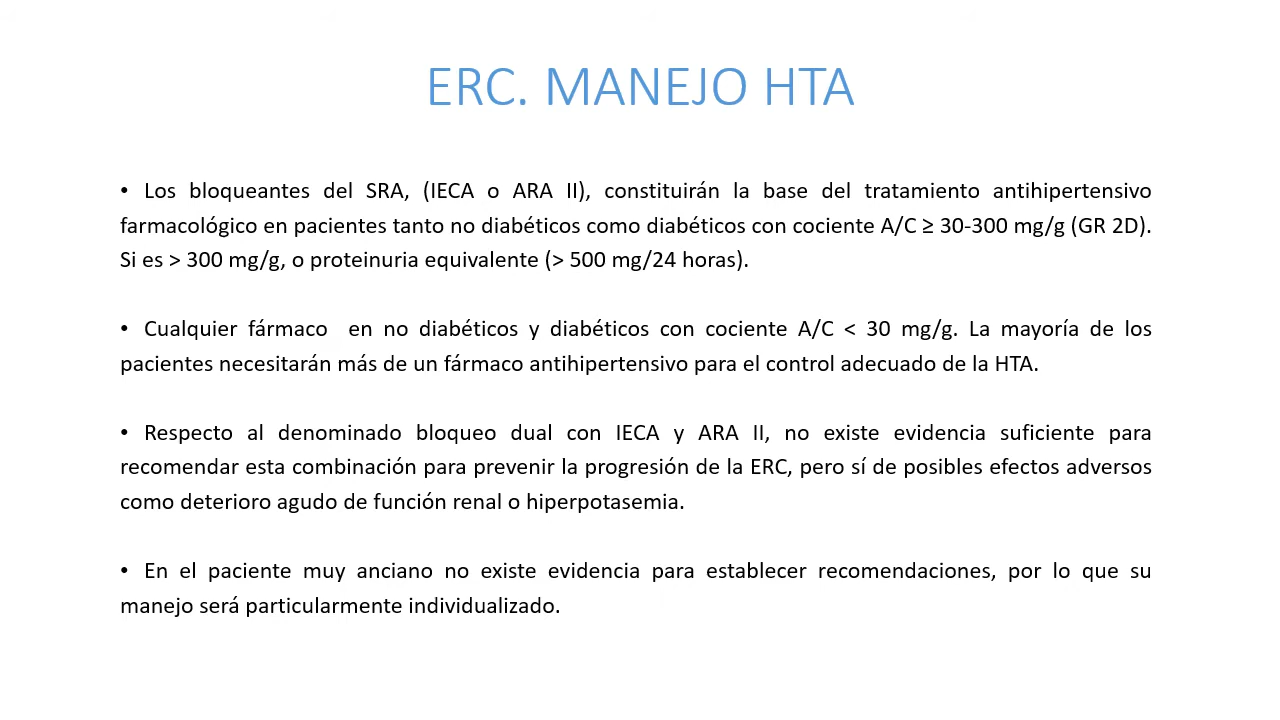 ERC. MANEJO HTA
• Los bloqueantes del SRA, (IECA o ARA II), constituirán la base del tratamiento antihipertensivo
farmacológico en pacientes tanto no diabéticos como diabéticos con cociente A/C ≥ 30-300 mg/g (GR 2D).
Si es > 300 mg/g, o proteinuria equivalente (> 500 mg/24 horas).
• Cualquier fármaco en no diabéticos y diabéticos con cociente A/C < 30 mg/g. La mayoría de los
pacientes necesitarán más de un fármaco antihipertensivo para el control adecuado de la HTA.
• Respecto al denominado bloqueo dual con IECA y ARA II, no existe evidencia suficiente para
recomendar esta combinación para prevenir la progresión de la ERC, pero sí de posibles efectos adversos
como deterioro agudo de función renal o hiperpotasemia.
• En el paciente muy anciano no existe evidencia para establecer recomendaciones, por lo que su
manejo será particularmente individualizado.